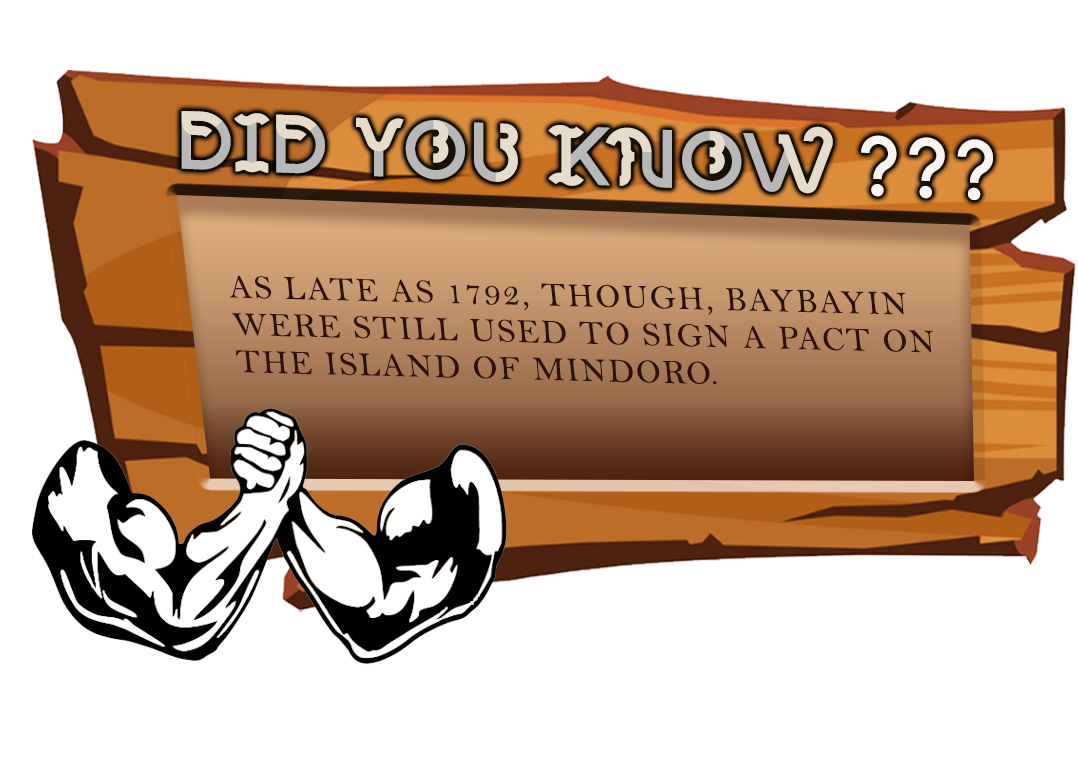 DID YOU KNOW ???
AS LATE AS 1792, THOUGH, BAYBAYIN
WERE STILL USED TO SIGN A PACT ON
THE ISLAND OF MINDORO.